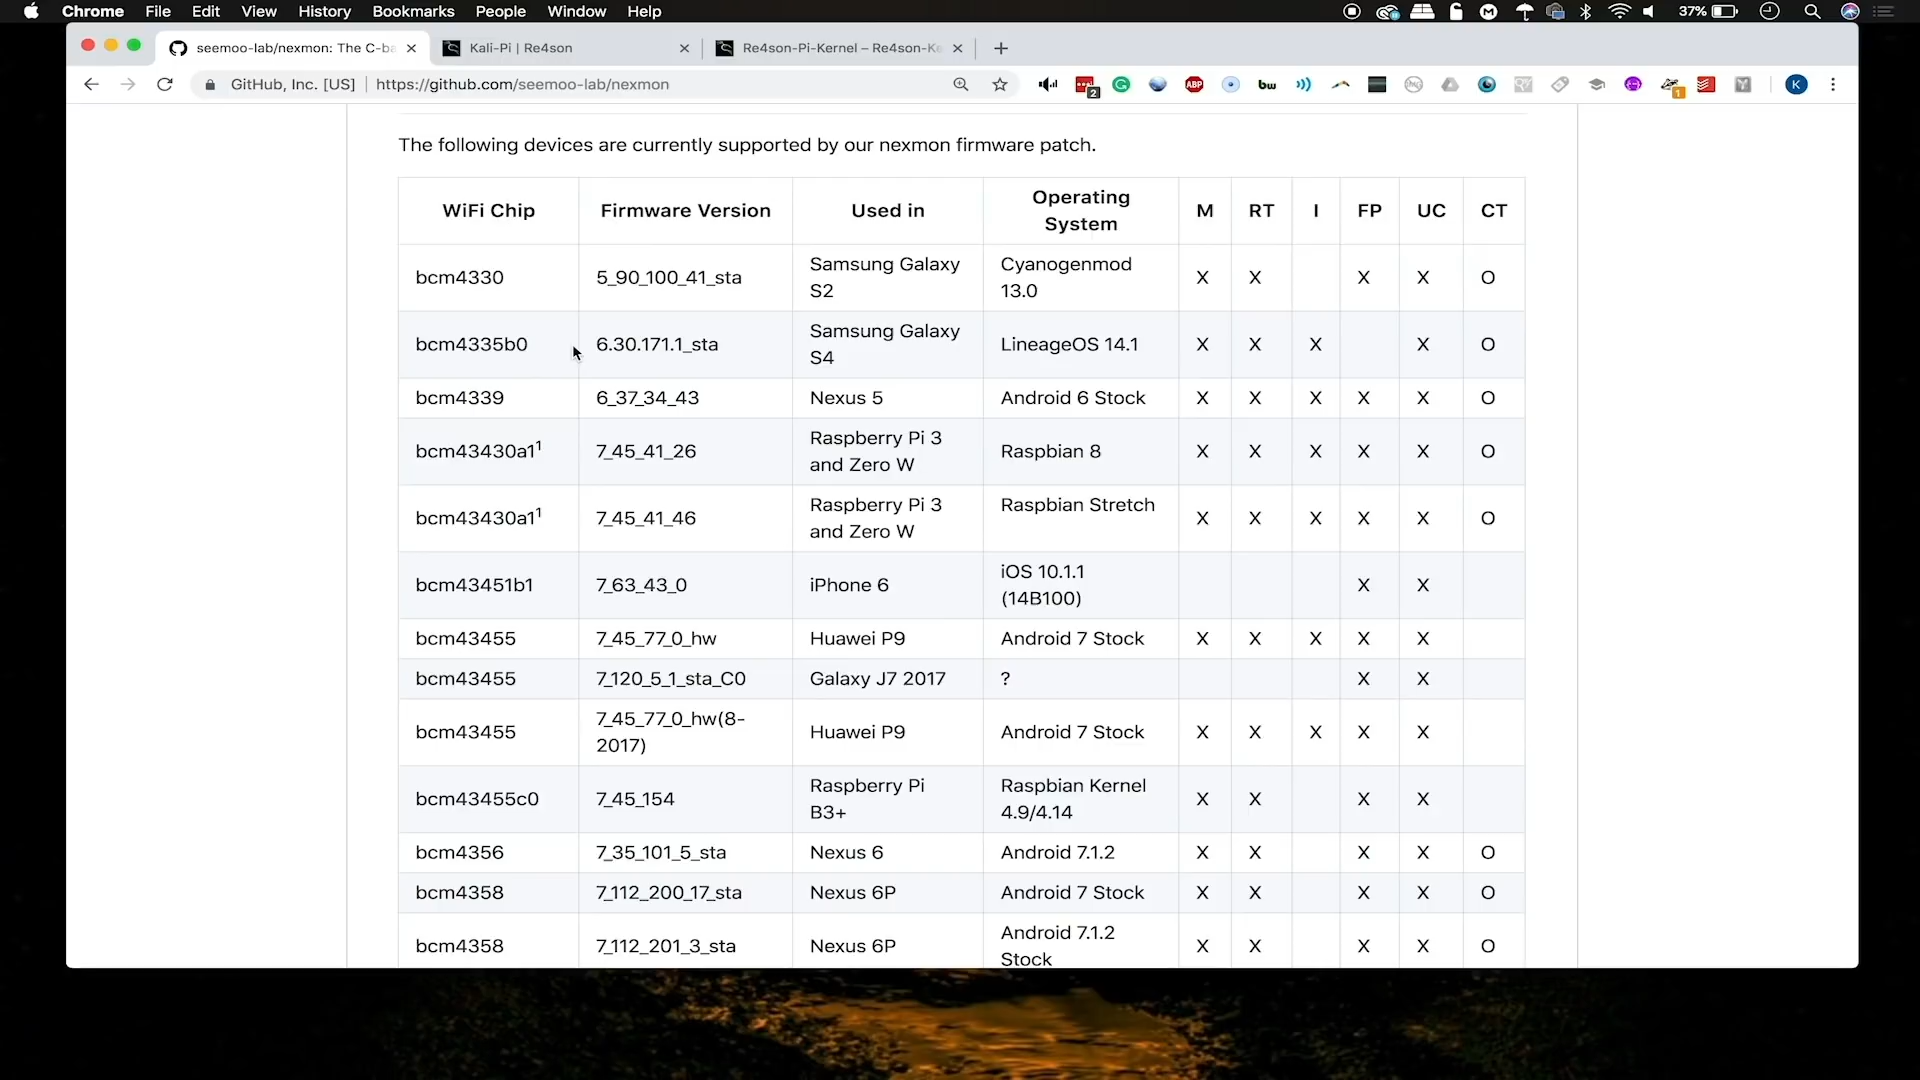 Chrome File Edit View History Bookmarks People Window Help 37%
seemoo-lab/nexmon: The C-ba Kali-Pi | Re4son Re4son-Pi-Kernel – Re4son-Ke
GitHub, Inc. [US] | https://github.com/seemoo-lab/nexmon 2 ABP bw 1 K
The following devices are currently supported by our nexmon firmware patch.
WiFi Chip Firmware Version Used in Operating System M RT I FP UC CT
bcm4330 5_90_100_41_sta Samsung Galaxy S2 Cyanogenmod 13.0 X X X X O
bcm4335b0 6.30.171.1_sta Samsung Galaxy S4 LineageOS 14.1 X X X X O
bcm4339 6_37_34_43 Nexus 5 Android 6 Stock X X X X X O
bcm43430a1¹ 7_45_41_26 Raspberry Pi 3 and Zero W Raspbian 8 X X X X X O
bcm43430a1¹ 7_45_41_46 Raspberry Pi 3 and Zero W Raspbian Stretch X X X X X O
bcm43451b1 7_63_43_0 iPhone 6 iOS 10.1.1 (14B100) X X
bcm43455 7_45_77_0_hw Huawei P9 Android 7 Stock X X X X X
bcm43455 7_120_5_1_sta_C0 Galaxy J7 2017 ? X X
bcm43455 7_45_77_0_hw(8-2017) Huawei P9 Android 7 Stock X X X X X
bcm43455c0 7_45_154 Raspberry Pi B3+ Raspbian Kernel 4.9/4.14 X X X X
bcm4356 7_35_101_5_sta Nexus 6 Android 7.1.2 X X X X O
bcm4358 7_112_200_17_sta Nexus 6P Android 7 Stock X X X X O
bcm4358 7_112_201_3_sta Nexus 6P Android 7.1.2 Stock X X X X O